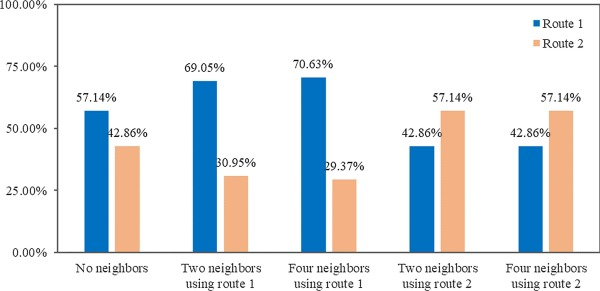 100.00%
Route 1
Route 2
75.00%
70.63%
69.05%
57.14%
57.14%
57.14%
50.00%
42.86%
42.86%
42.86%
30.95%
29.37%
25.00%
0.00%
No neighbors
Two neighbors using route 1
Four neighbors using route 1
Two neighbors using route 2
Four neighbors using route 2